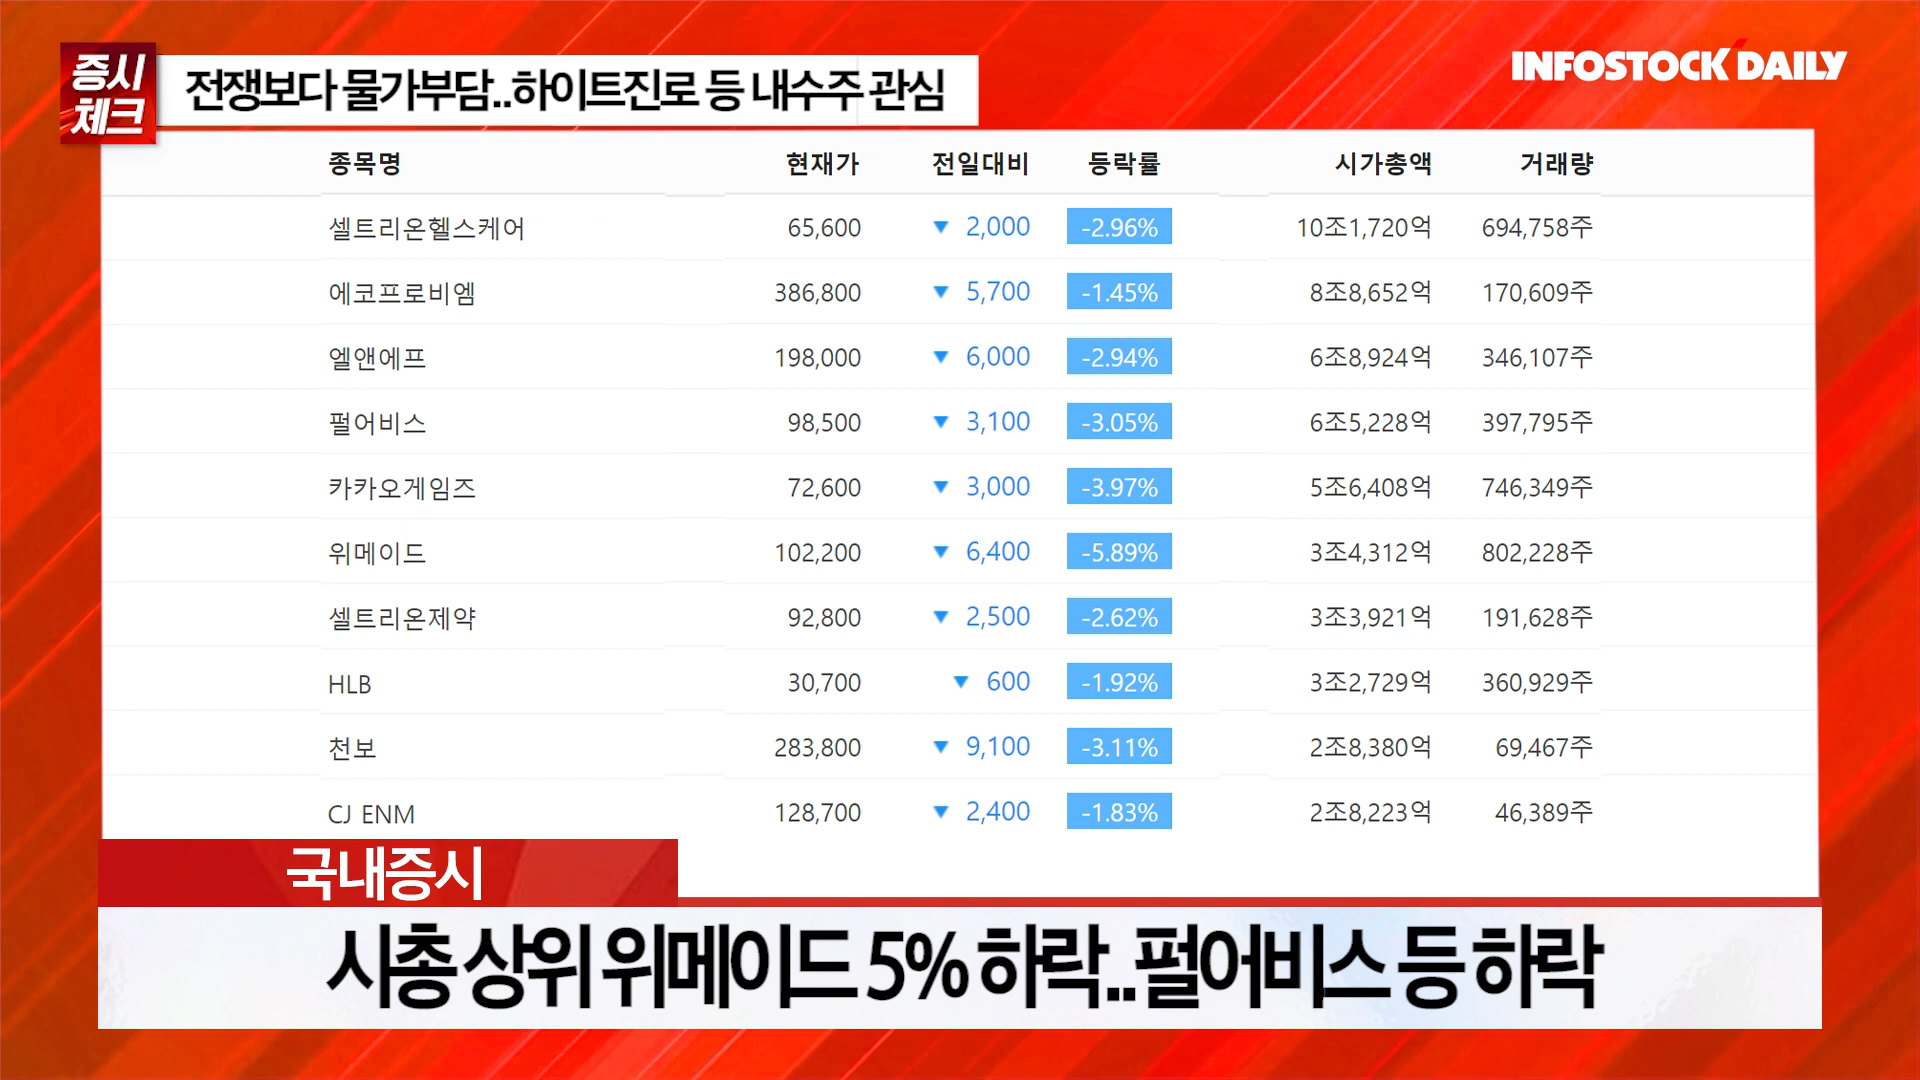 증시
체크
전쟁보다 물가부담..하이트진로 등 내수주 관심
INFOSTOCK DAILY
종목명 현재가 전일대비 등락률 시가총액 거래량
셀트리온헬스케어 65,600 ▼ 2,000 -2.96% 10조1,720억 694,758주
에코프로비엠 386,800 ▼ 5,700 -1.45% 8조8,652억 170,609주
엘앤에프 198,000 ▼ 6,000 -2.94% 6조8,924억 346,107주
펄어비스 98,500 ▼ 3,100 -3.05% 6조5,228억 397,795주
카카오게임즈 72,600 ▼ 3,000 -3.97% 5조6,408억 746,349주
위메이드 102,200 ▼ 6,400 -5.89% 3조4,312억 802,228주
셀트리온제약 92,800 ▼ 2,500 -2.62% 3조3,921억 191,628주
HLB 30,700 ▼ 600 -1.92% 3조2,729억 360,929주
천보 283,800 ▼ 9,100 -3.11% 2조8,380억 69,467주
CJ ENM 128,700 ▼ 2,400 -1.83% 2조8,223억 46,389주
국내증시
시총 상위 위메이드 5% 하락..펄어비스 등 하락